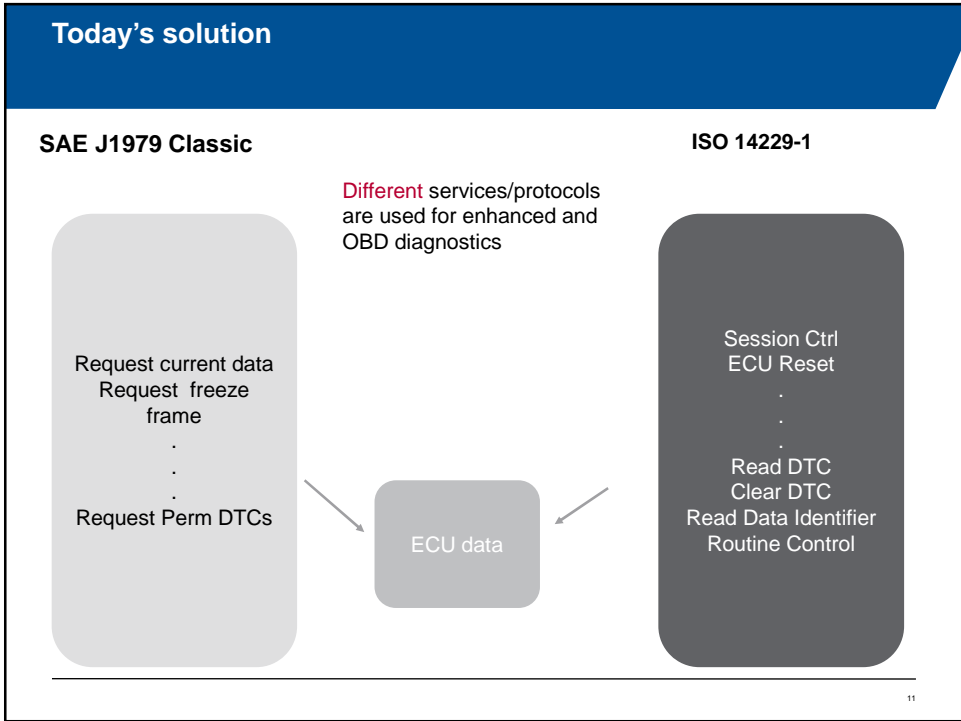 Today's solution
SAE J1979 Classic
ISO 14229-1
Different services/protocols
are used for enhanced and
OBD diagnostics
Request current data
Request freeze
frame
.
.
.
Request Perm DTCs
ECU data
Session Ctrl
ECU Reset
.
.
.
Read DTC
Clear DTC
Read Data Identifier
Routine Control
11